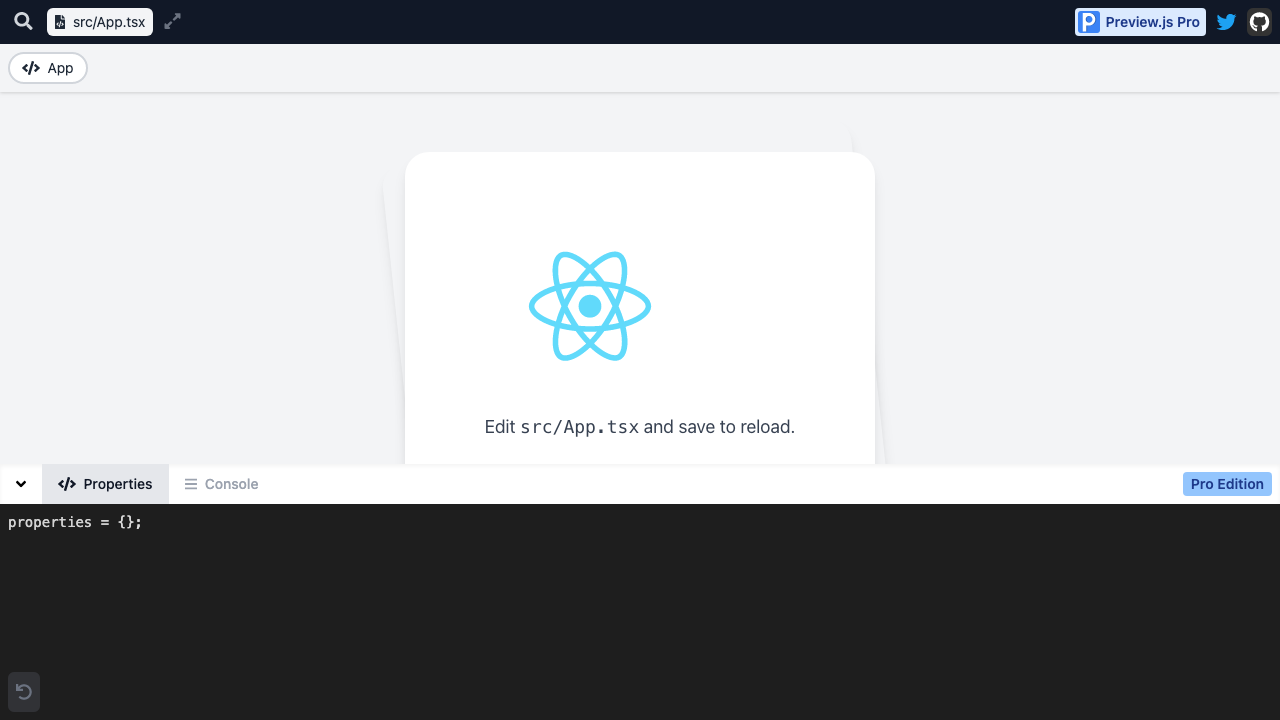 src/App.tsx
Preview.js Pro
App
Edit src/App.tsx and save to reload.
Properties
Console
Pro Edition
properties = {};